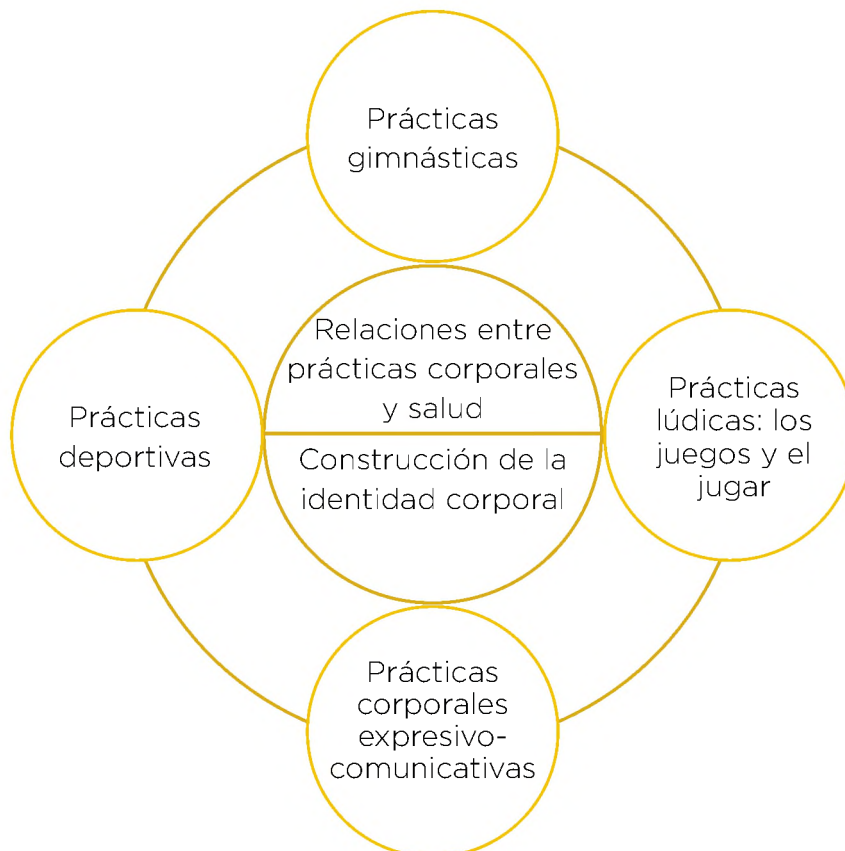 Prácticas
gimnásticas
Relaciones entre
prácticas corporales
y salud
Construcción de la
identidad corporal
Prácticas
deportivas
Prácticas
lúdicas: los
juegos y el
jugar
Prácticas
corporales
expresivo-
comunicativas